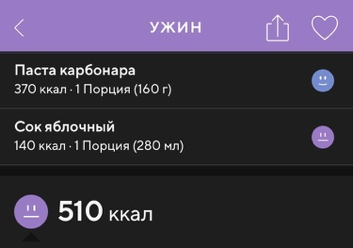 УЖИН
Паста карбонара
370 ккал · 1 Порция (160 г)
Сок яблочный
140 ккал · 1 Порция (280 мл)
510 ккал